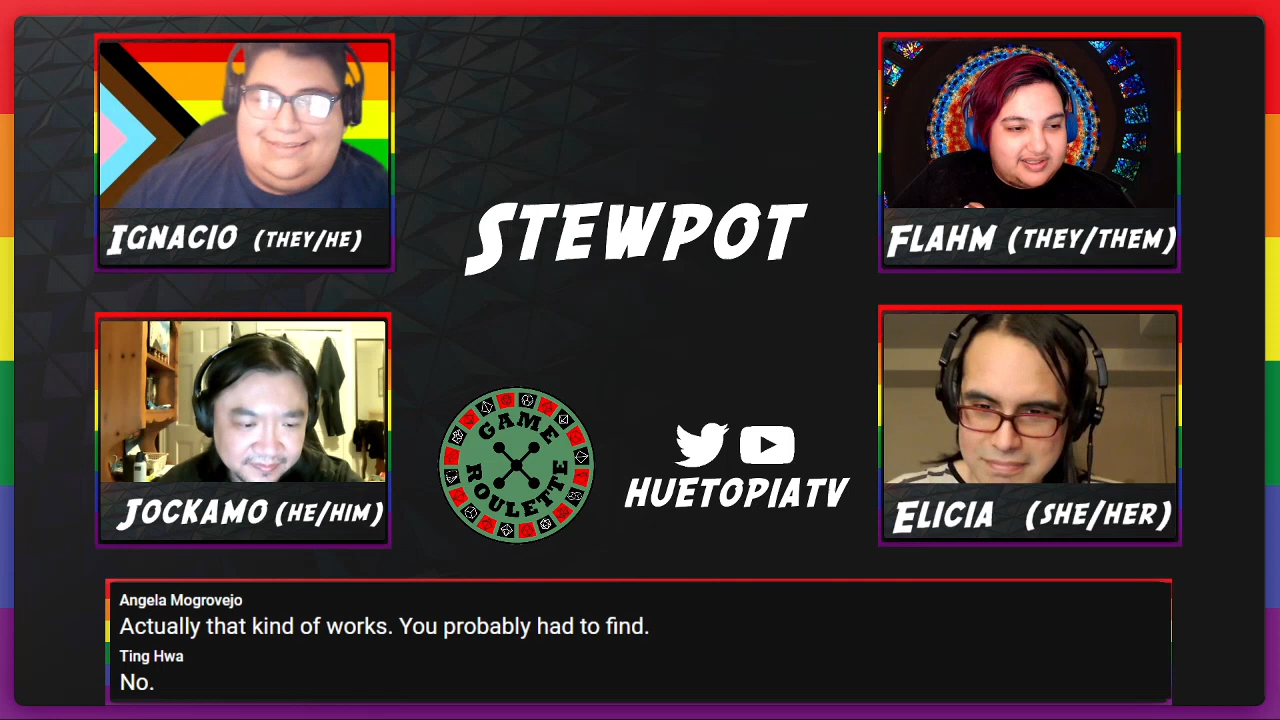 IGNACIO (THEY/HE)
STEWPOT
FLAHM (THEY/THEM)
JOCKAMO (HE/HIM)
GAME
ROULETTE
HUETOPIATV
ELICIA (SHE/HER)
Angela Mogrovejo
Actually that kind of works. You probably had to find.
Ting Hwa
No.